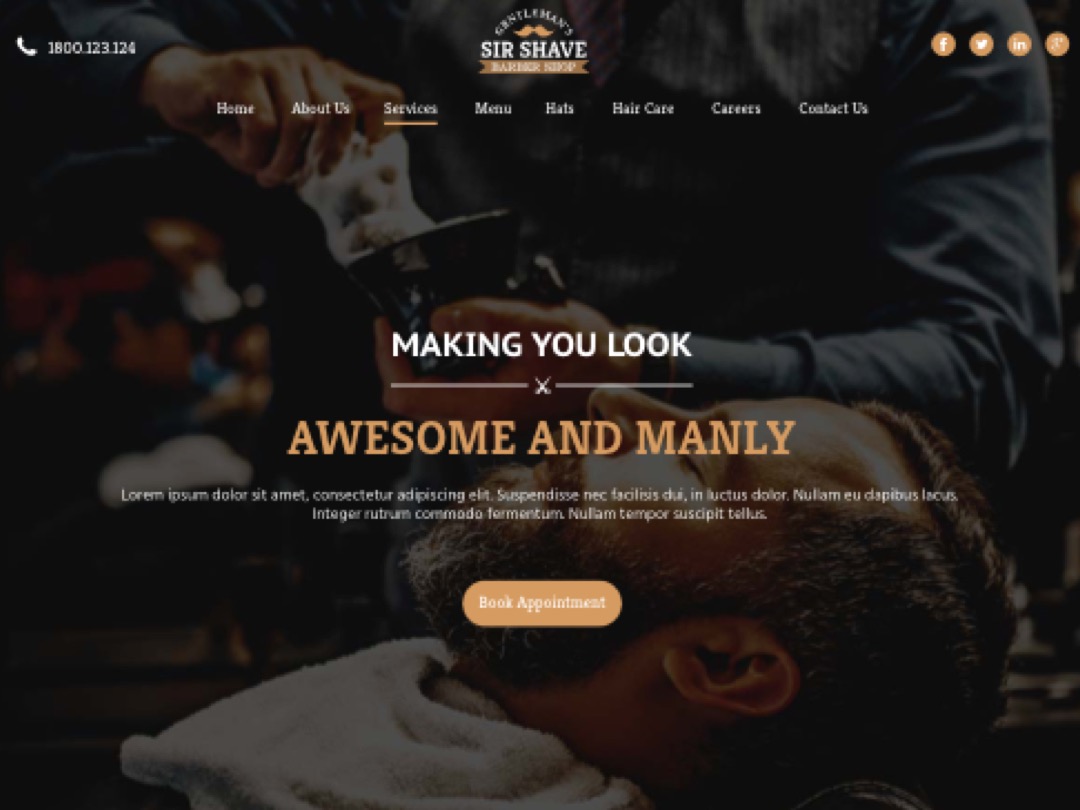 1800.123.124
GENTLEMAN'S
SIR SHAVE
BARBER SHOP
Home About Us Services Menu Hats Hair Care Careers Contact Us
MAKING YOU LOOK
AWESOME AND MANLY
Lorem ipsum dolor sit amet, consectetur adipiscing elit. Suspendisse nec facilisis dui, in luctus dolor. Nullam eu dapibus lacus.
Integer rutrum commodo fermentum. Nullam tempor suscipit tellus.
Book Appointment